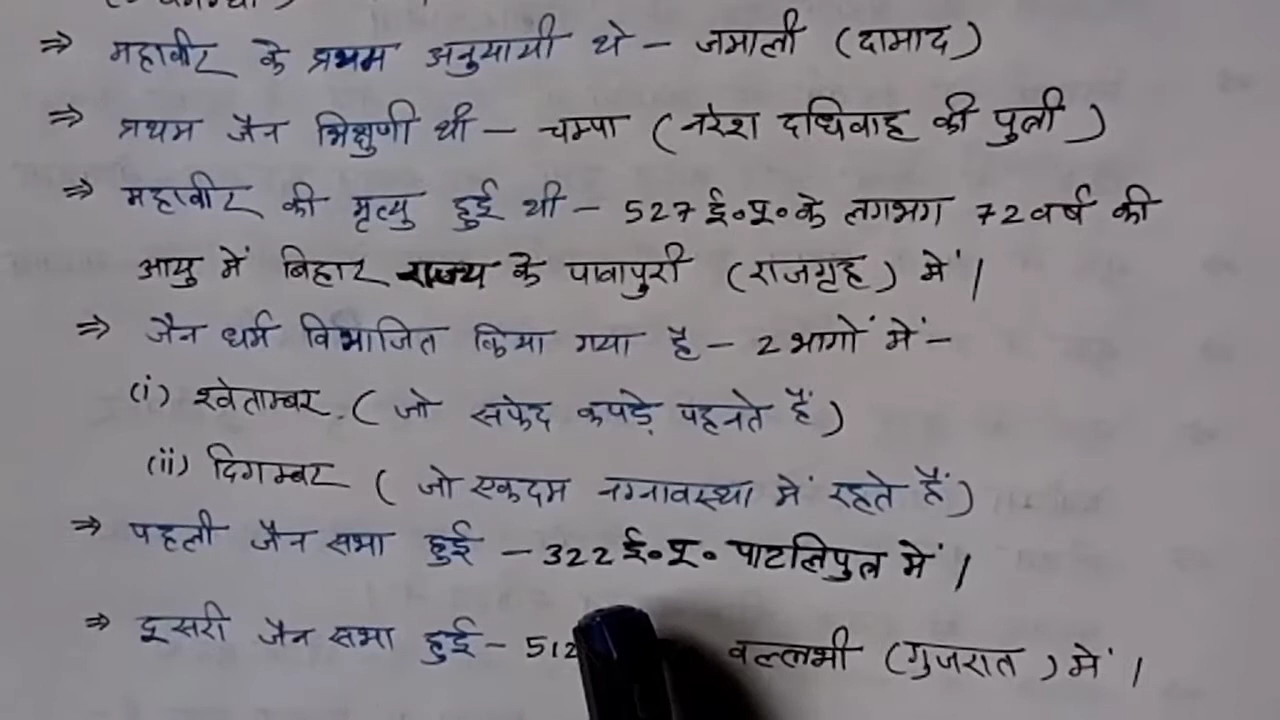 ⇒ महावीर के प्रथम अनुयायी थे - जमाली (दामाद)
⇒ प्रथम जैन भिक्षुणी थी - चम्पा (नरेश दधिवाह की पुत्री)
⇒ महावीर की मृत्यु हुई थी - 527 ई०पू० के लगभग 72 वर्ष की
आयु में बिहार राज्य के पावापुरी (राजगृह) में।
⇒ जैन धर्म विभाजित किया गया है - 2 भागों में -
(i) श्वेताम्बर (जो सफेद कपड़े पहनते हैं)
(ii) दिगम्बर (जो एकदम नग्नावस्था में रहते हैं)
⇒ पहली जैन सभा हुई - 322 ई०पू० पाटलिपुत्र में।
⇒ दूसरी जैन सभा हुई - 512 वल्लभी (गुजरात) में।